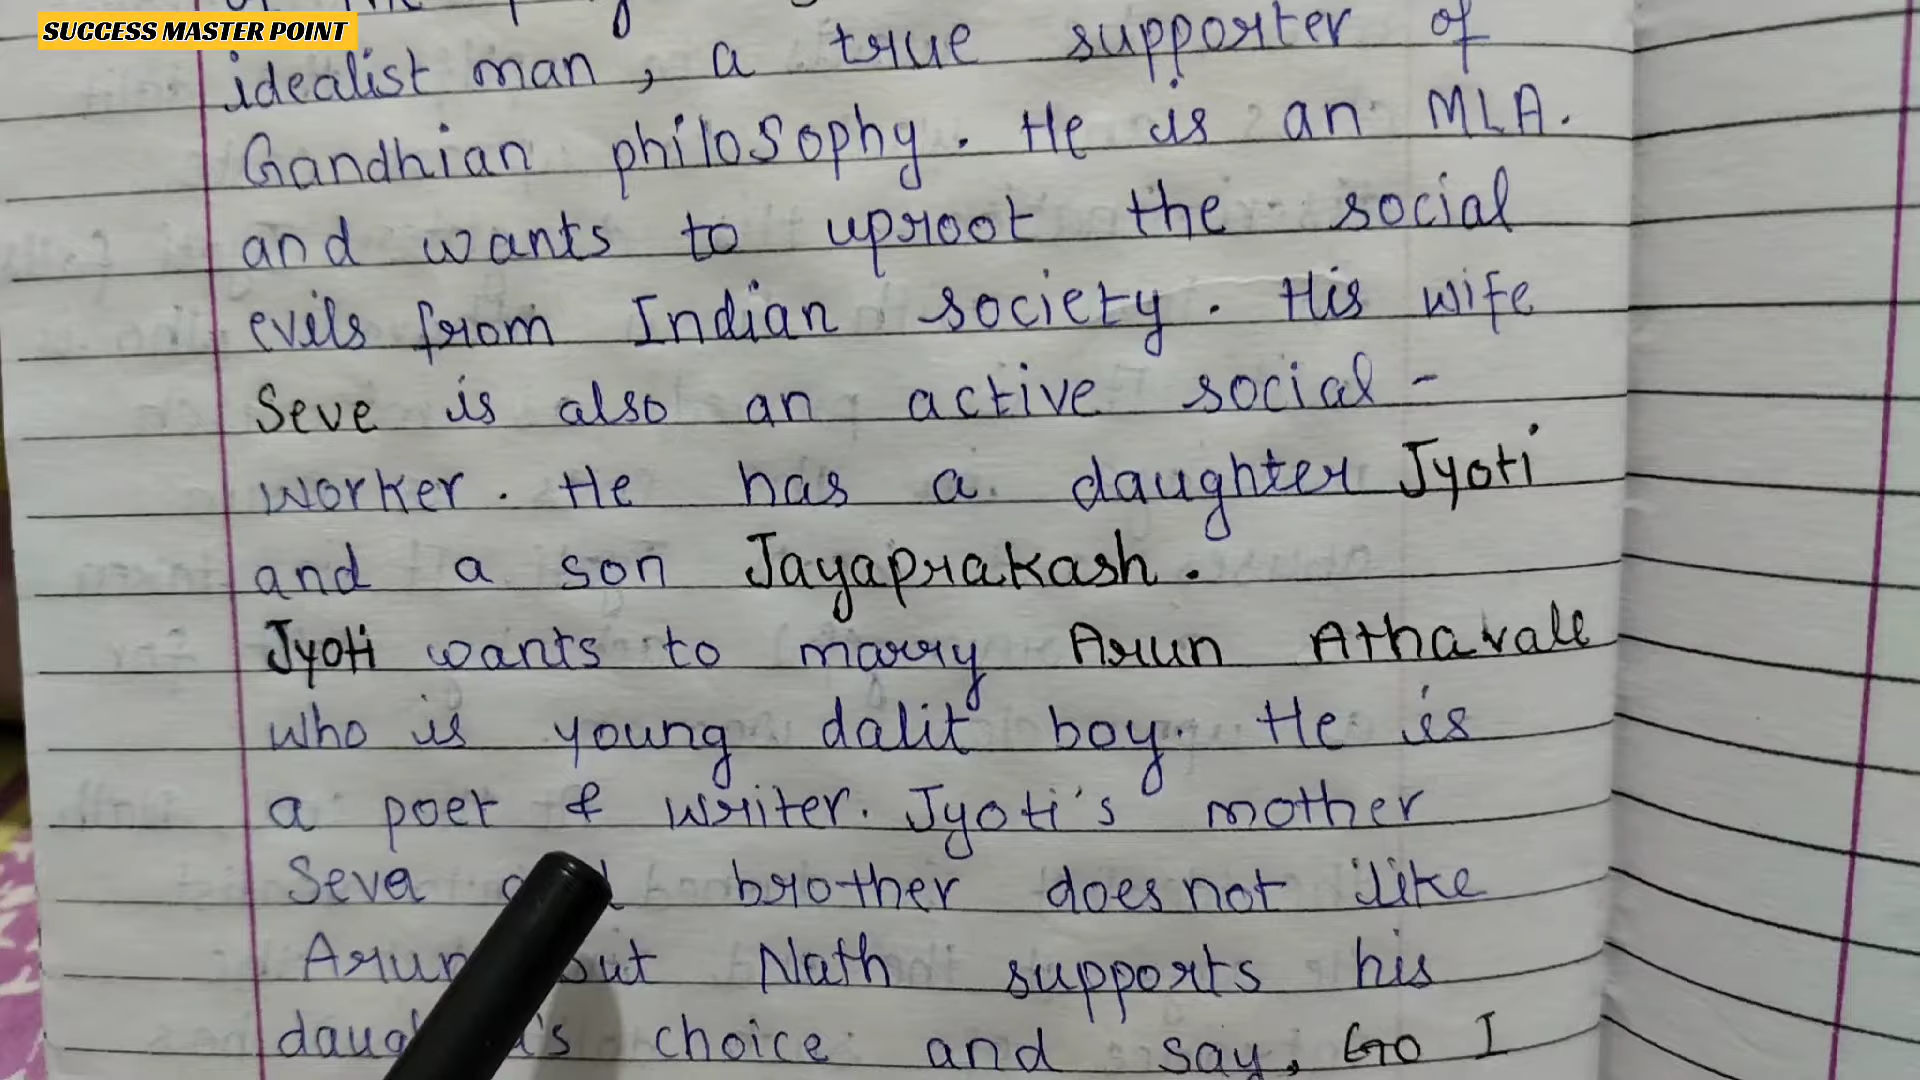 SUCCESS MASTER POINT
idealist man, a true supporter of
Gandhian philosophy. He is an MLA.
and wants to uproot the social
evils from Indian society. His wife
Seve is also an active social-
worker. He has a daughter Jyoti
and a son Jayaprakash.
Jyoti wants to marry Arun Athavale
who is young dalit boy. He is
a poet & writer. Jyoti's mother
Seva brother does not like
Arun but Nath supports his
choice and say, Go I